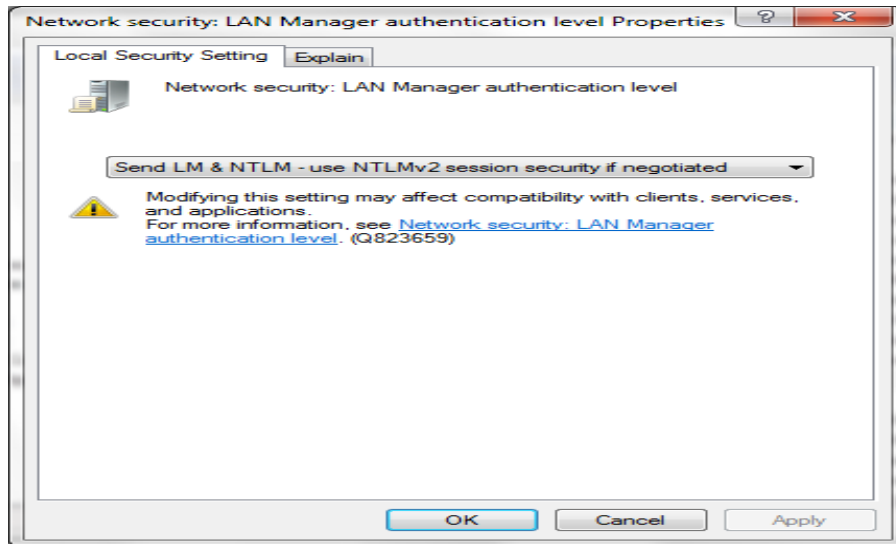 Network security: LAN Manager authentication level Properties
Local Security Setting
Explain
Network security: LAN Manager authentication level
Send LM & NTLM - use NTLMv2 session security if negotiated
Modifying this setting may affect compatibility with clients, services,
and applications.
For more information, see Network security: LAN Manager
authentication level. (Q823659)
OK
Cancel
Apply